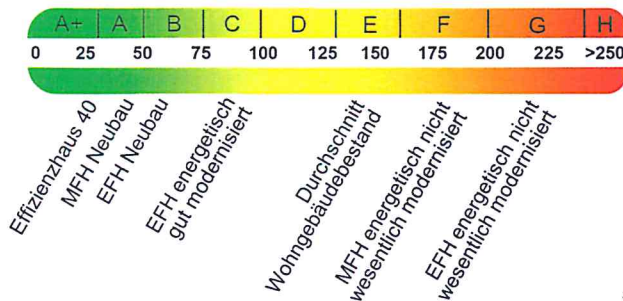 A+ A B C D E F G H
0 25 50 75 100 125 150 175 200 225 >250
Effizienzhaus 40
MFH Neubau
EFH Neubau
EFH energetisch
gut modernisiert
Durchschnitt
Wohngebäudebestand
MFH energetisch nicht
wesentlich modernisiert
EFH energetisch nicht
wesentlich modernisiert